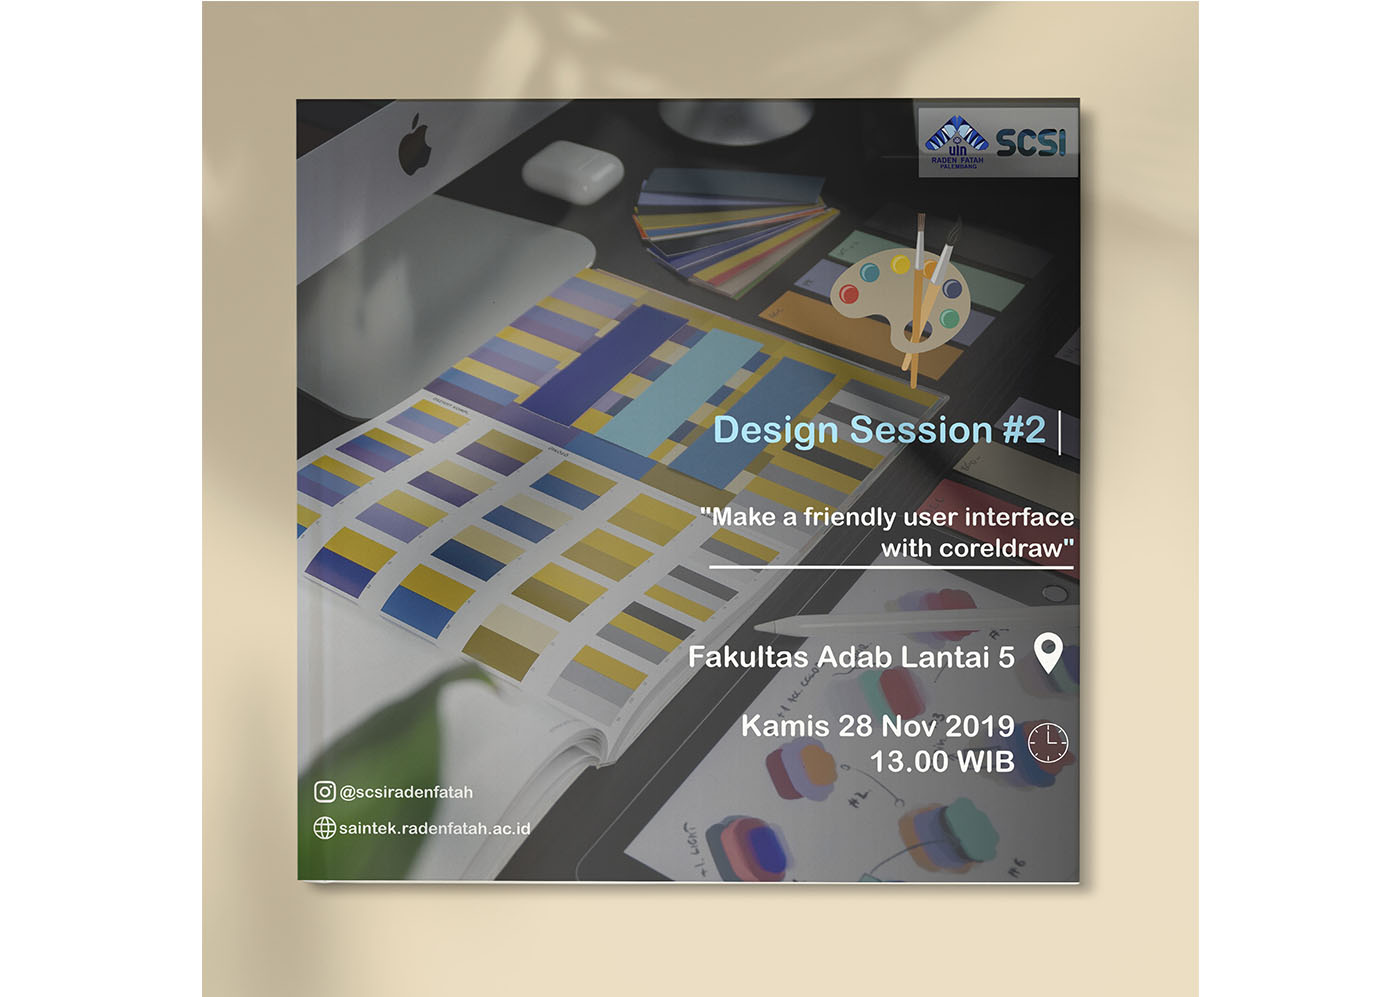 uin
RADEN FATAH
PALEMBANG
SCSI
Design Session #2
"Make a friendly user interface
with coreldraw"
Fakultas Adab Lantai 5
Kamis 28 Nov 2019
13.00 WIB
@scsiradenfatah
saintek.radenfatah.ac.id